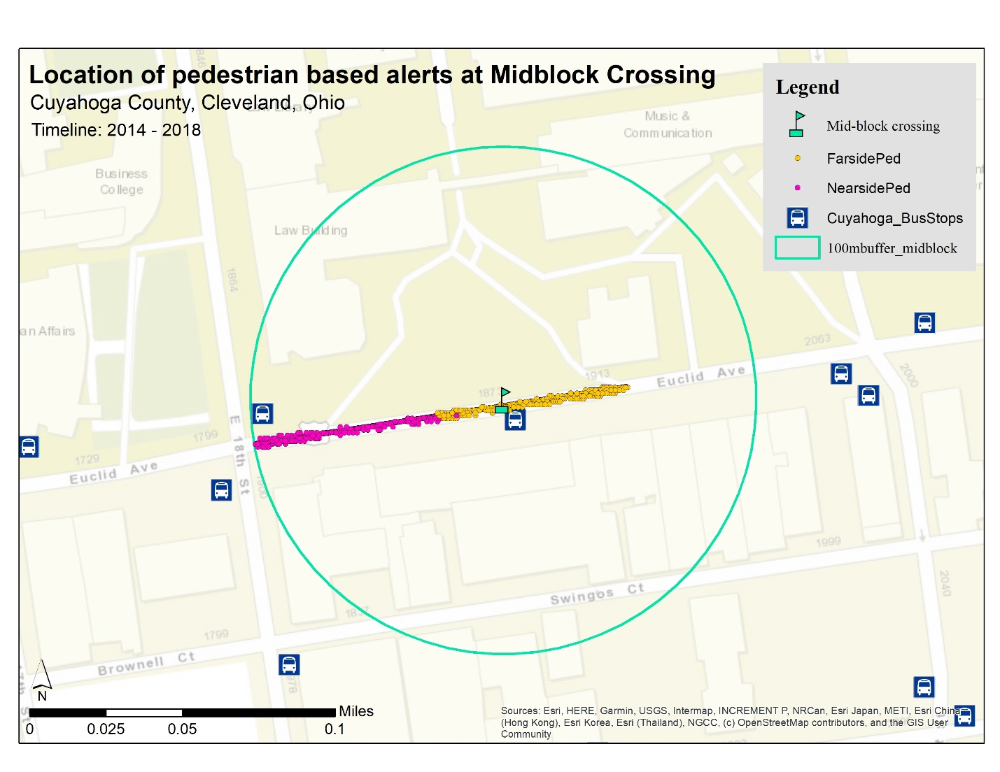 Location of pedestrian based alerts at Midblock Crossing
Cuyahoga County, Cleveland, Ohio
Timeline: 2014 - 2018
Legend
Mid-block crossing
FarsidePed
NearsidePed
Cuyahoga_BusStops
100mbuffer_midblock
Music &
Communication
Business
College
Law Building
1864
an Affairs
2063
1913
Euclid Ave
2000
187
E 18th St
1799
1729
Euclid Ave
1900
1999
Swingos Ct
2040
1799
Brownell Ct
N
Miles
0
0.025
0.05
0.1
Sources: Esri, HERE, Garmin, USGS, Intermap, INCREMENT P, NRCan, Esri Japan, METI, Esri China
(Hong Kong), Esri Korea, Esri (Thailand), NGCC, (c) OpenStreetMap contributors, and the GIS User
Community